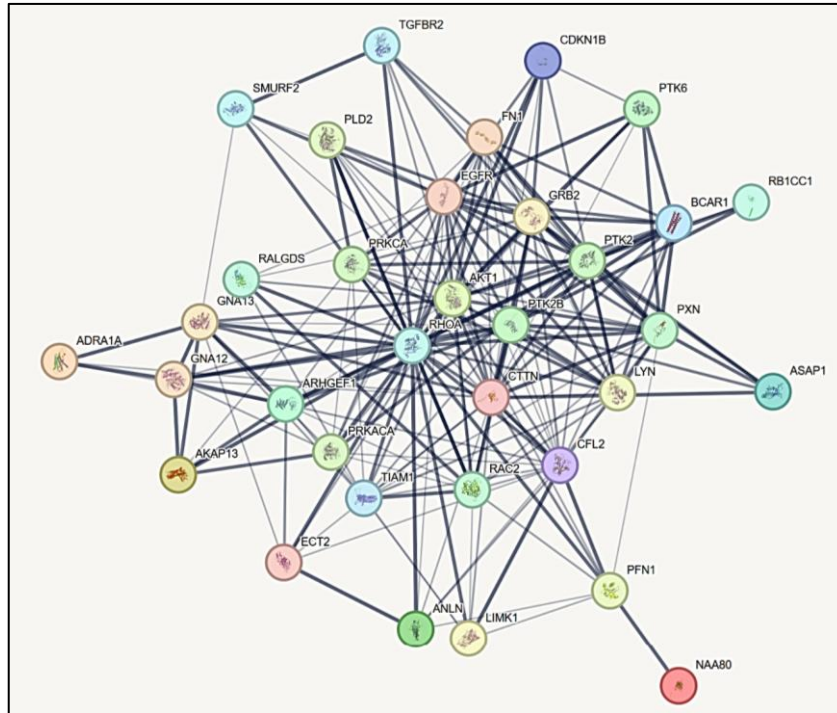 TGFBR2
CDKN1B
SMURF2
PTK6
PLD2
FN1
RB1CC1
EGFR
GRB2
BCAR1
PRKCA
PTK2
RALGDS
AKT1
GNA13
PTK2B
PXN
RHOA
ADRA1A
GNA12
LYN
ASAP1
ARHGEF1
CTTN
PRKACA
CFL2
AKAP13
TIAM1
RAC2
ECT2
PFN1
ANLN
LIMK1
NAA80